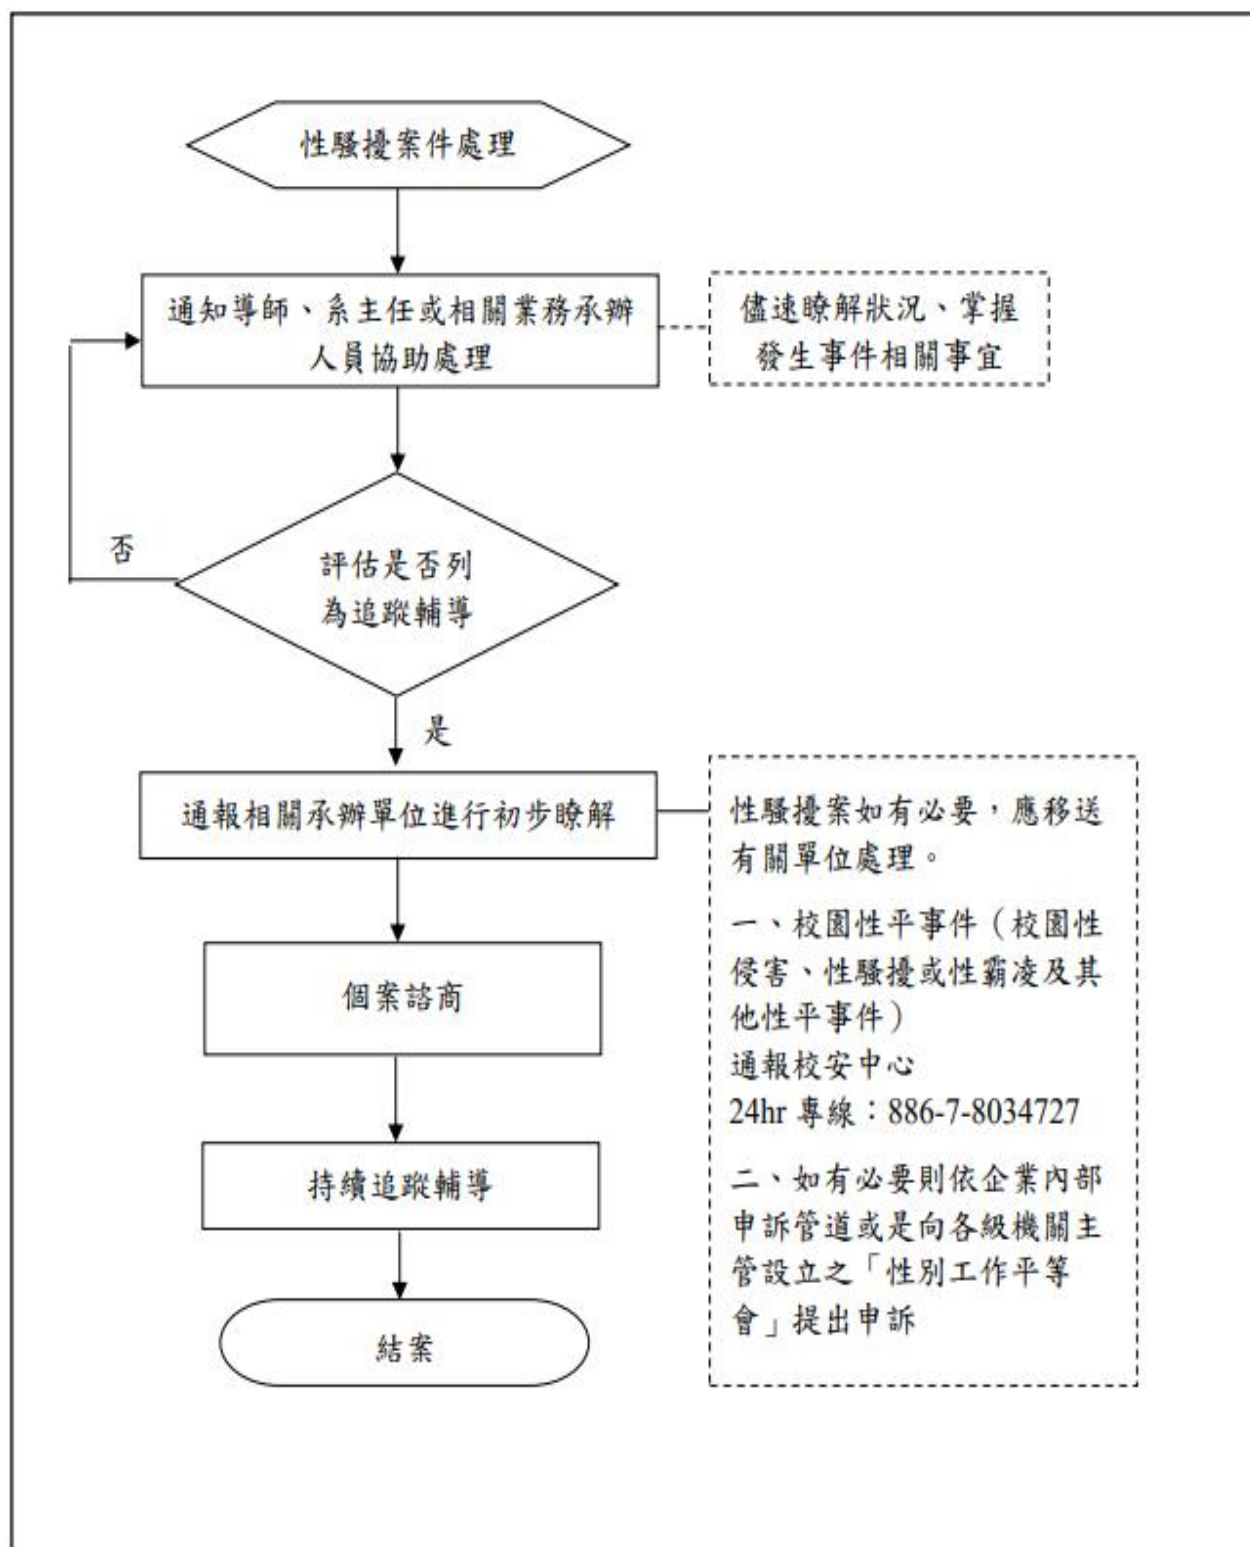 性騷擾案件處理
通知導師、系主任或相關業務承辦
人員協助處理
儘速瞭解狀況、掌握
發生事件相關事宜
評估是否列
為追蹤輔導
否
是
通報相關承辦單位進行初步瞭解
性騷擾案如有必要，應移送
有關單位處理。
一、校園性平事件（校園性
侵害、性騷擾或性霸凌及其
他性平事件）
通報校安中心
24hr 專線：886-7-8034727
二、如有必要則依企業內部
申訴管道或是向各級機關主
管設立之「性別工作平等
會」提出申訴
個案諮商
持續追蹤輔導
結案